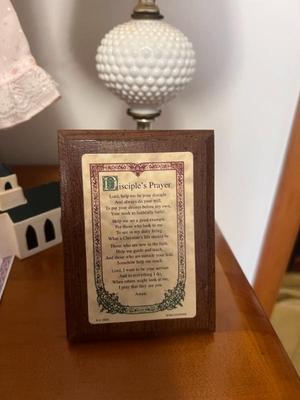 Disciple's Prayer
Lord, help me be your disciple
And always do your will,
To put your desires before my own,
Your work to faithfully fulfill.
Help me set a good example
For those who look to me
To see in my daily living
What a Christian's life should be.
Those who are new in the faith,
Help me guide and teach,
And those who are outside your fold,
Somehow help me reach.
Lord, I want to be your servant
And in everything I do,
When others might look at me,
I pray that they see you.
Amen.